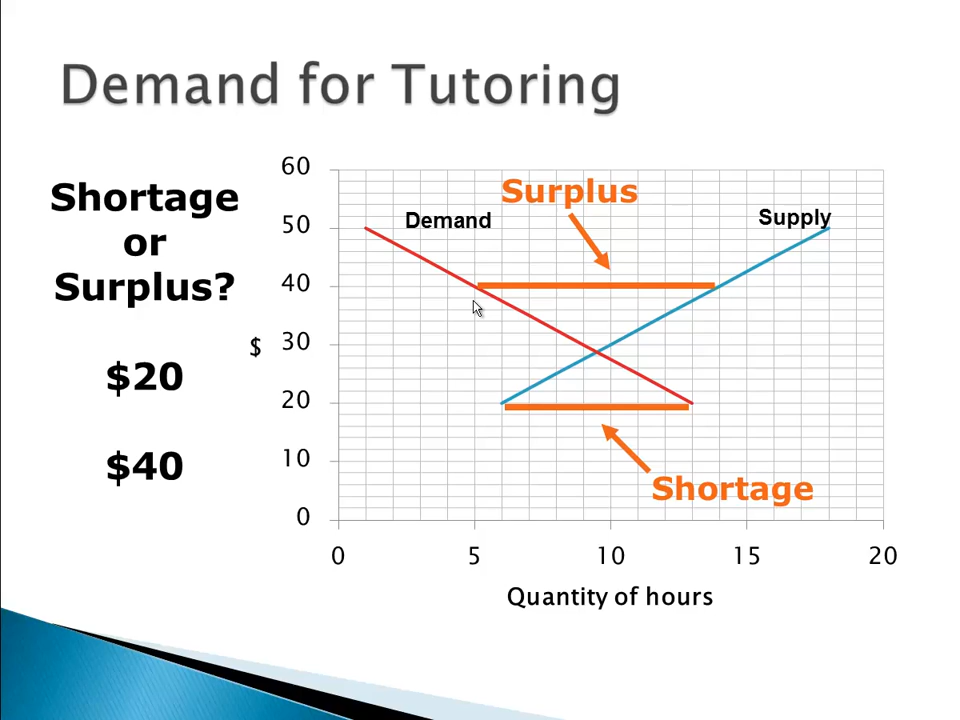 Demand for Tutoring
Shortage
or
Surplus?
$20
$40
$
60
50
40
30
20
10
0
Surplus
Demand
Supply
Shortage
0 5 10 15 20
Quantity of hours